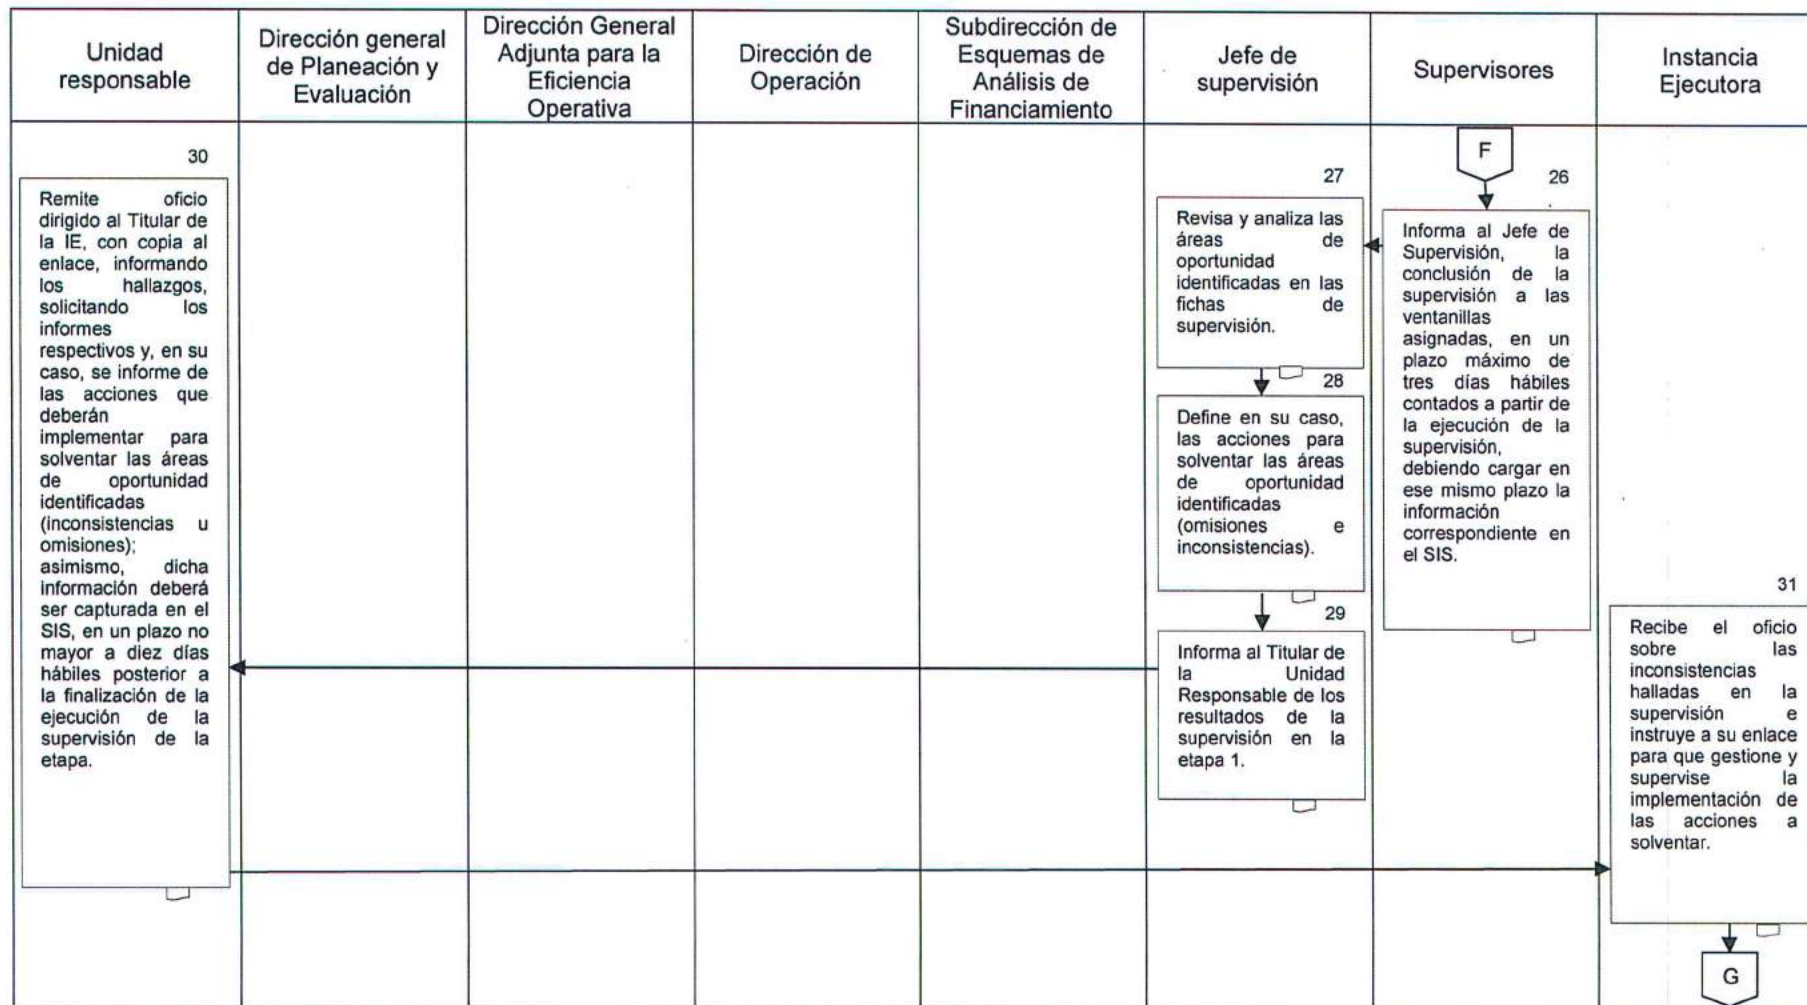 Unidad
responsable
Dirección general
de Planeación y
Evaluación
Dirección General
Adjunta para la
Eficiencia
Operativa
Dirección de
Operación
Subdirección de
Esquemas de
Análisis de
Financiamiento
Jefe de
supervisión
Supervisores
Instancia
Ejecutora
30
Remite oficio
dirigido al Titular de
la IE, con copia al
enlace, informando
los hallazgos,
solicitando los
informes
respectivos y, en su
caso, se informe de
las acciones que
deberán
implementar para
solventar las áreas
de oportunidad
identificadas
(inconsistencias u
omisiones);
asimismo, dicha
información deberá
ser capturada en el
SIS, en un plazo no
mayor a diez días
hábiles posterior a
la finalización de la
ejecución de la
supervisión de la
etapa.
27
Revisa y analiza las
áreas de
oportunidad
identificadas en las
fichas de
supervisión.
28
Define en su caso,
las acciones para
solventar las áreas
de oportunidad
identificadas
(omisiones e
inconsistencias).
29
Informa al Titular de
la Unidad
Responsable de los
resultados de la
supervisión en la
etapa 1.
F
26
Informa al Jefe de
Supervisión, la
conclusión de la
supervisión a las
ventanillas
asignadas, en un
plazo máximo de
tres días hábiles
contados a partir de
la ejecución de la
supervisión,
debiendo cargar en
ese mismo plazo la
información
correspondiente en
el SIS.
31
Recibe el oficio
sobre las
inconsistencias
halladas en la
supervisión e
instruye a su enlace
para que gestione y
supervise la
implementación de
las acciones a
solventar.
G